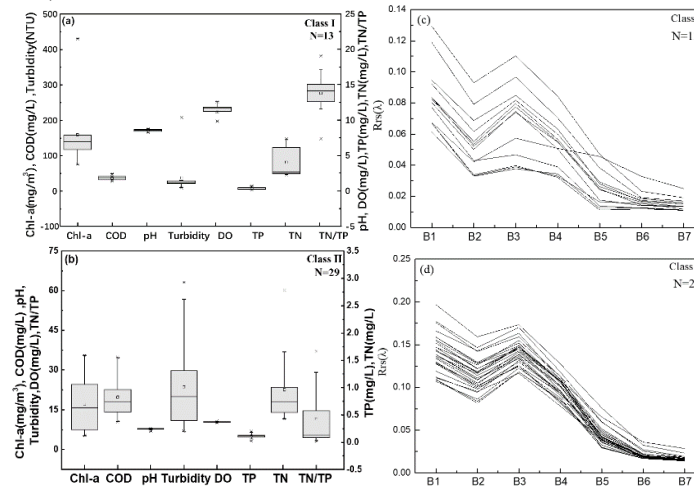 (a)
Class I
N=13
Chl-a(mg/m³), COD(mg/L) ,Turbidity(NTU)
500
400
300
200
100
0
-100
25
20
15
10
5
0
-5
pH, DO(mg/L),TP(mg/L),TN(mg/L),TN/TP
Chl-a COD pH Turbidity DO TP TN TN/TP
(b)
Class II
N=29
Chl-a(mg/m³), COD(mg/L) ,pH,
Turbidity,DO(mg/L),TN/TP
75
60
45
30
15
0
3.5
3.0
2.5
2.0
1.5
1.0
0.5
0.0
-0.5
TP(mg/L),TN(mg/L)
Chl-a COD pH Turbidity DO TP TN TN/TP
(c)
Class
N=1
Rrs(λ)
0.14
0.12
0.10
0.08
0.06
0.04
0.02
0.00
B1 B2 B3 B4 B5 B6 B7
(d)
Class
N=2
Rrs(λ)
0.25
0.20
0.15
0.10
0.05
0.00
B1 B2 B3 B4 B5 B6 B7